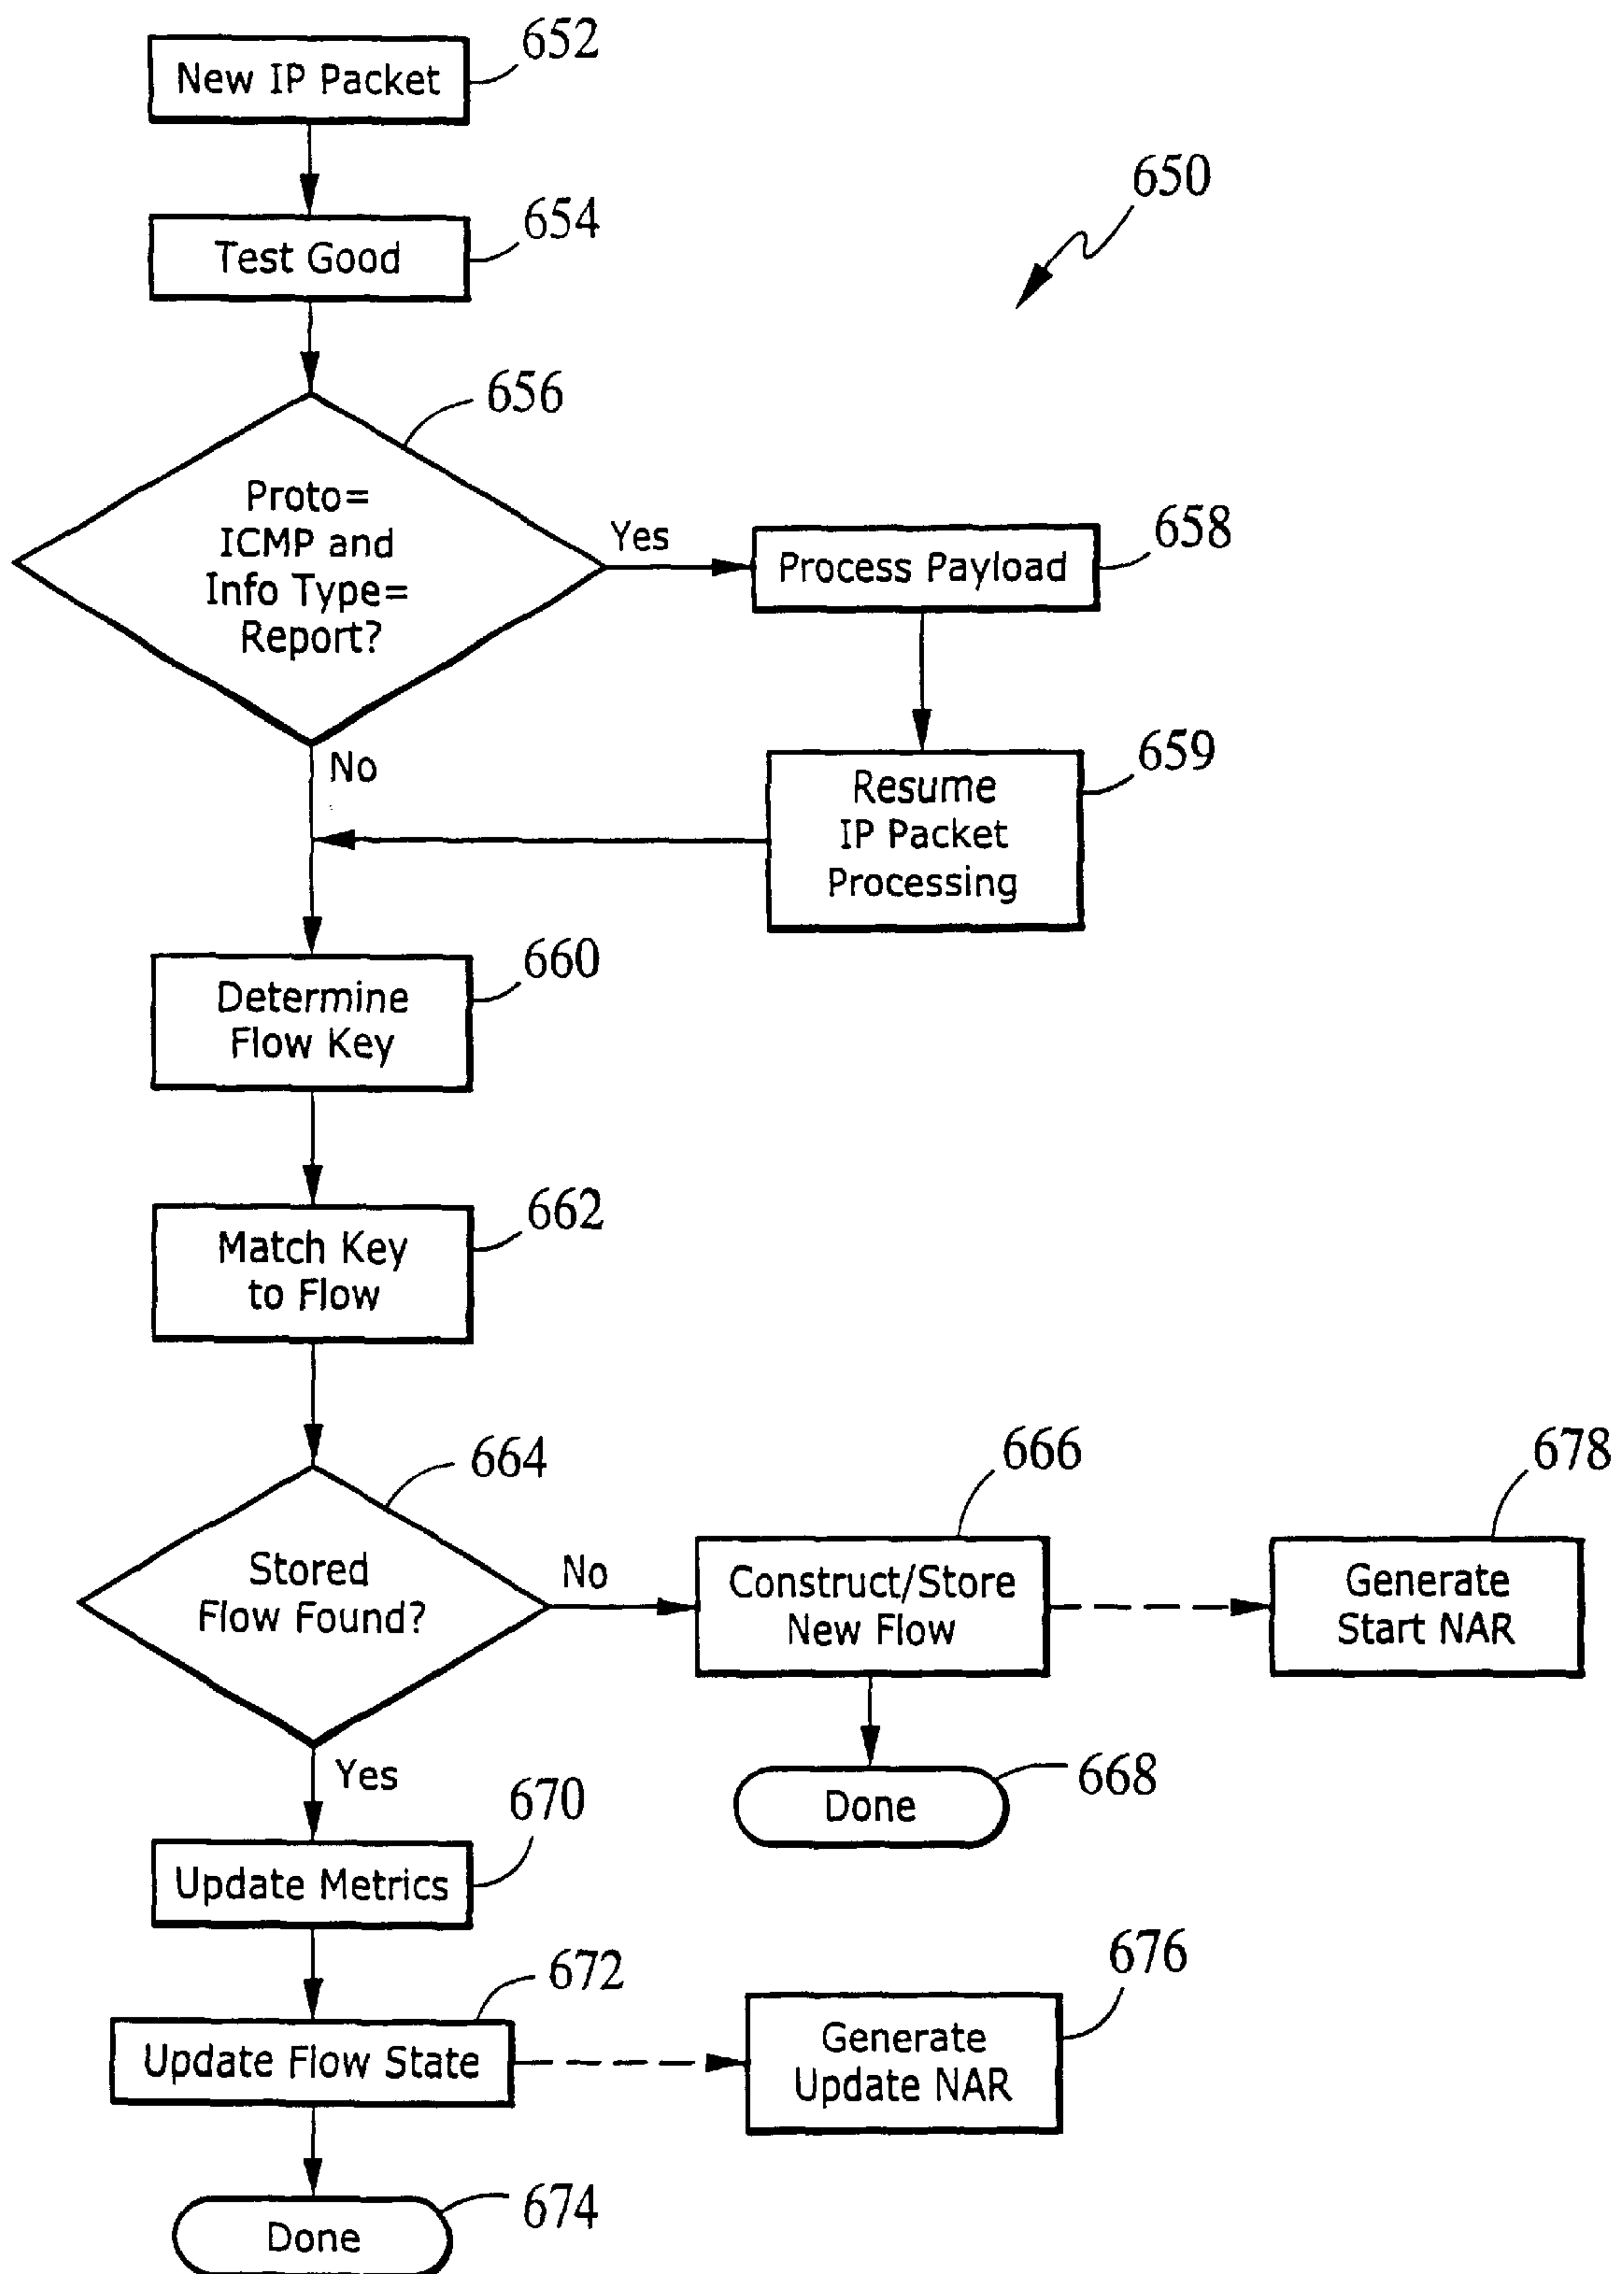 652
New IP Packet
650
654
Test Good
656
Proto=
ICMP and
Info Type=
Report?
Yes
658
Process Payload
No
659
Resume
IP Packet
Processing
660
Determine
Flow Key
662
Match Key
to Flow
664
Stored
Flow Found?
No
666
Construct/Store
New Flow
678
Generate
Start NAR
Yes
668
Done
670
Update Metrics
672
Update Flow State
676
Generate
Update NAR
674
Done